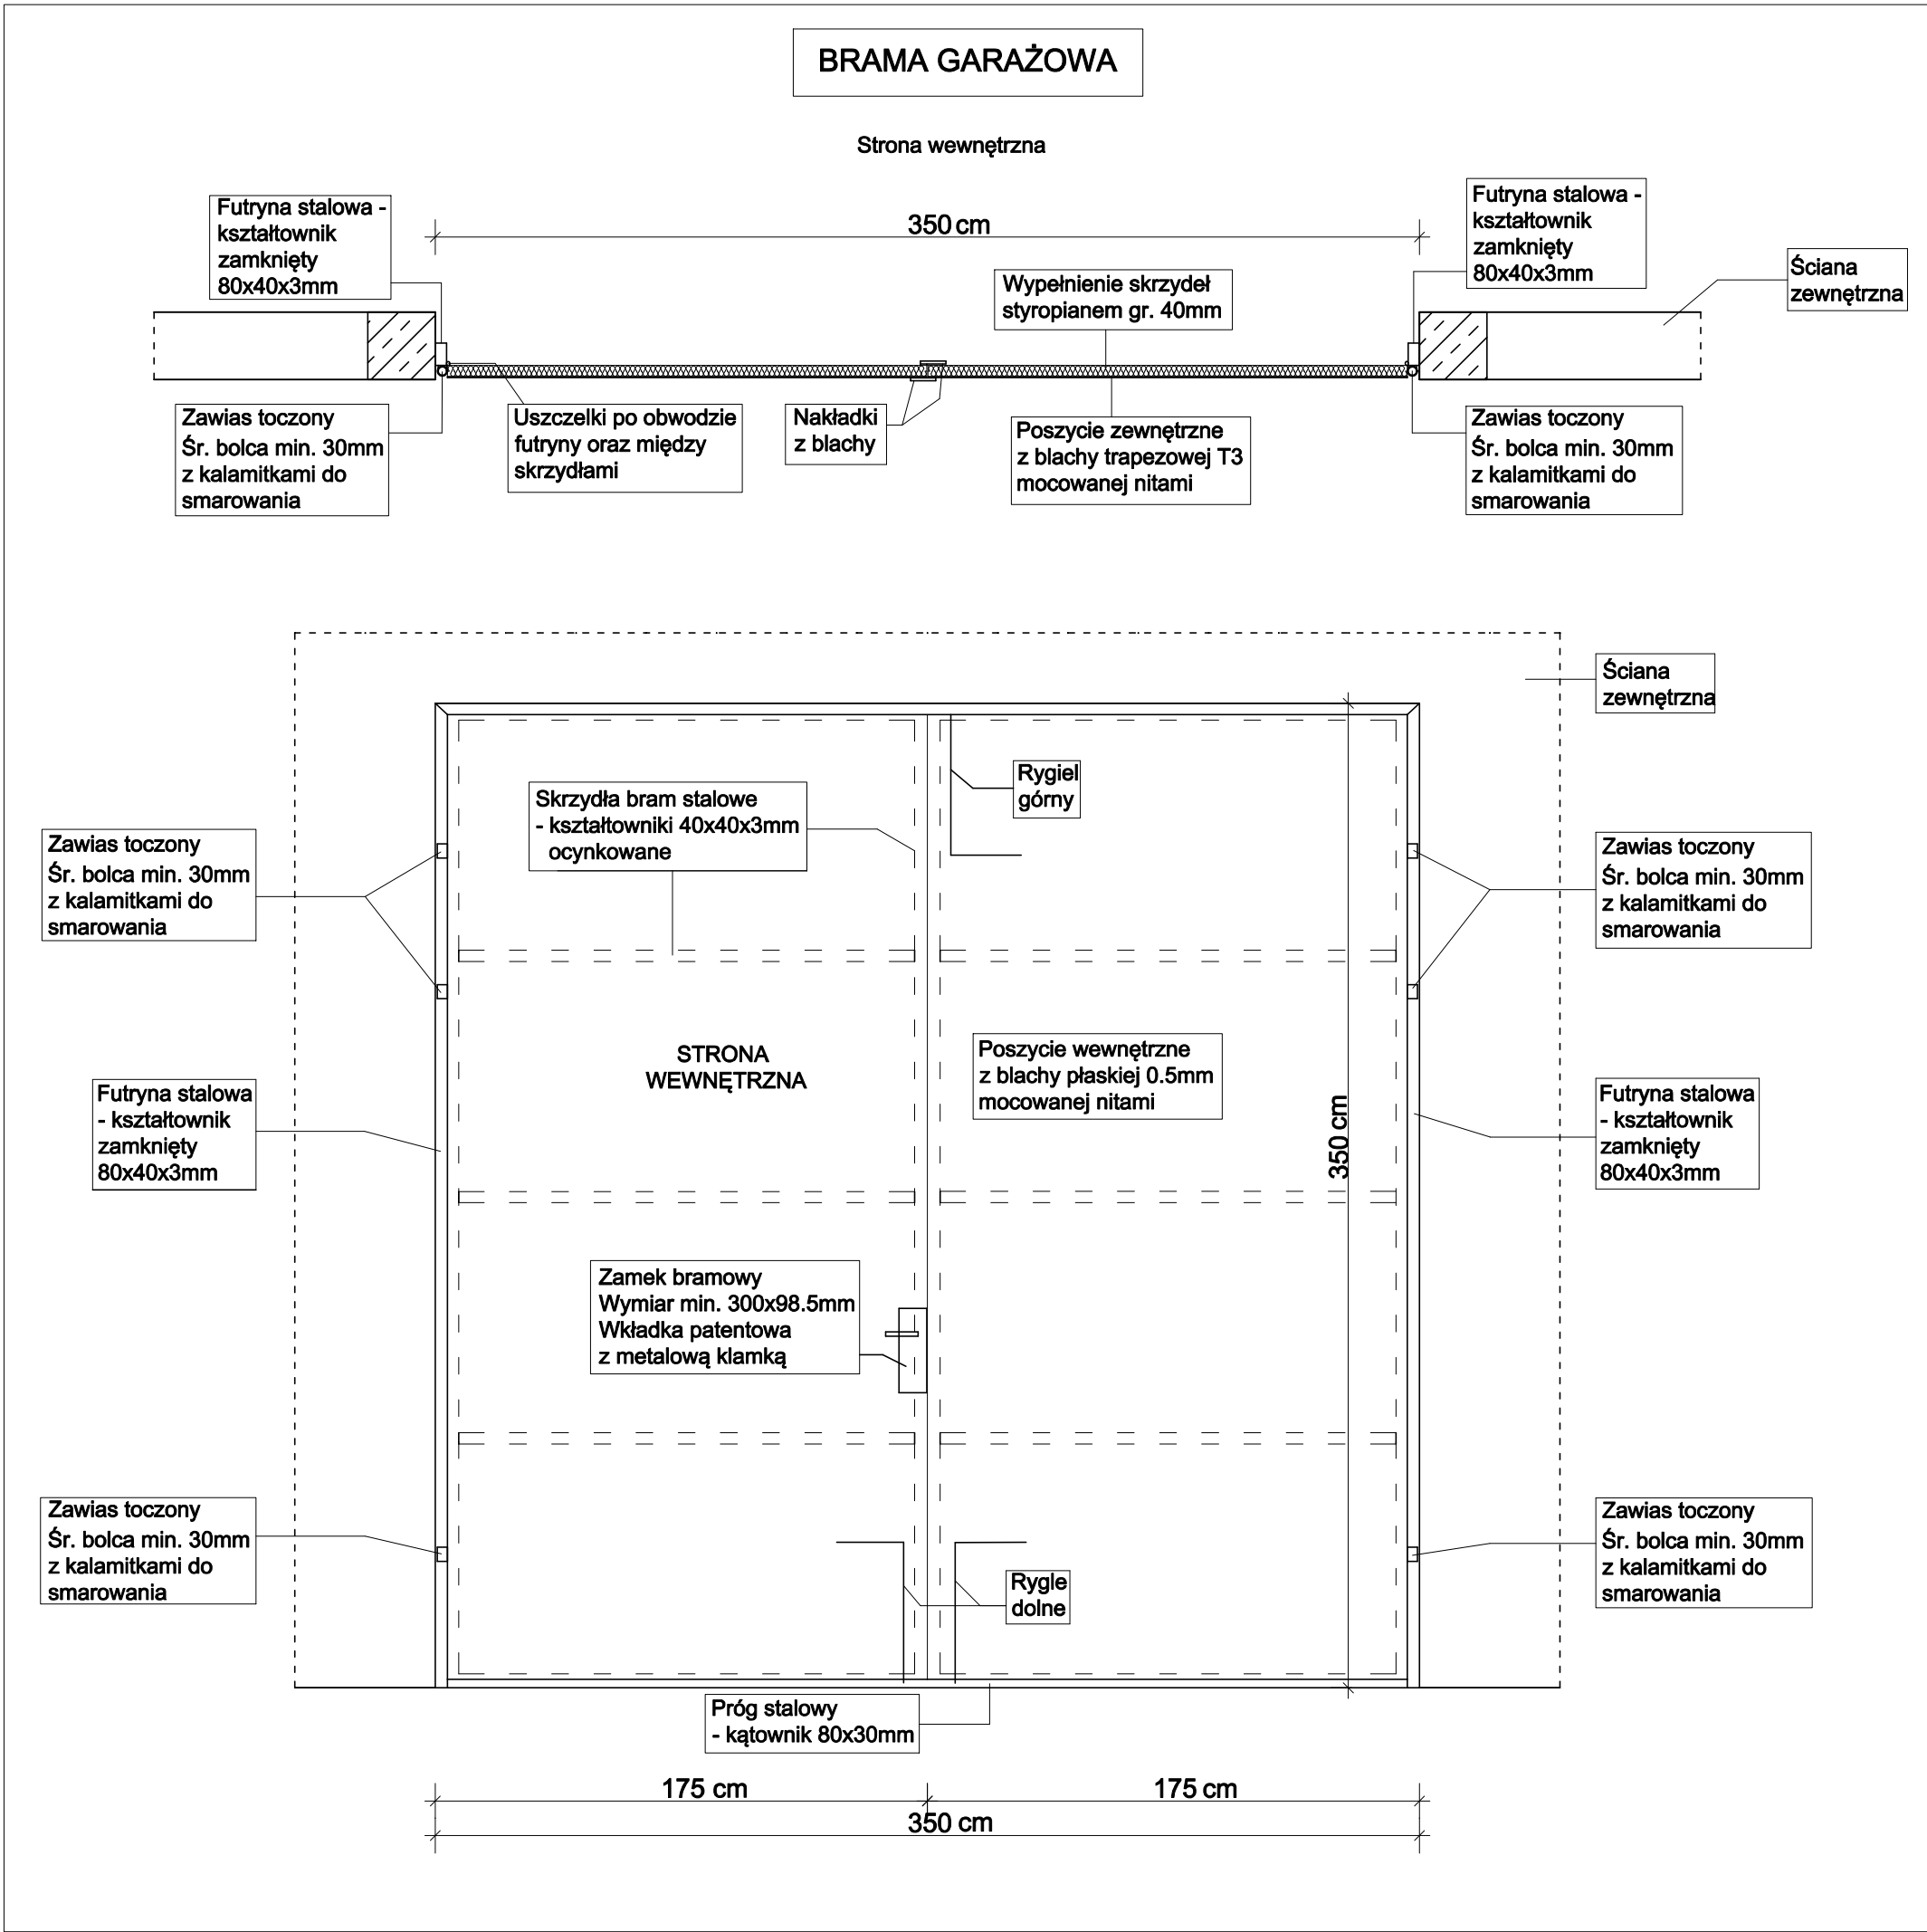 BRAMA GARAŻOWA
Strona wewnętrzna
Futryna stalowa -
kształtownik
zamknięty
80x40x3mm
350 cm
Futryna stalowa -
kształtownik
zamknięty
80x40x3mm
Ściana
zewnętrzna
Wypełnienie skrzydeł
styropianem gr. 40mm
Zawias toczony
Śr. bolca min. 30mm
z kalamitkami do
smarowania
Uszczelki po obwodzie
futryny oraz między
skrzydłami
Nakładki
z blachy
Poszycie zewnętrzne
z blachy trapezowej T3
mocowanej nitami
Zawias toczony
Śr. bolca min. 30mm
z kalamitkami do
smarowania
Ściana
zewnętrzna
Rygiel
górny
Skrzydła bram stalowe
- kształtowniki 40x40x3mm
ocynkowane
Zawias toczony
Śr. bolca min. 30mm
z kalamitkami do
smarowania
Zawias toczony
Śr. bolca min. 30mm
z kalamitkami do
smarowania
STRONA
WEWNĘTRZNA
Poszycie wewnętrzne
z blachy płaskiej 0.5mm
mocowanej nitami
350 cm
Futryna stalowa
- kształtownik
zamknięty
80x40x3mm
Futryna stalowa
- kształtownik
zamknięty
80x40x3mm
Zamek bramowy
Wymiar min. 300x98.5mm
Wkładka patentowa
z metalową klamką
Zawias toczony
Śr. bolca min. 30mm
z kalamitkami do
smarowania
Rygle
dolne
Zawias toczony
Śr. bolca min. 30mm
z kalamitkami do
smarowania
Próg stalowy
- kątownik 80x30mm
175 cm
175 cm
350 cm